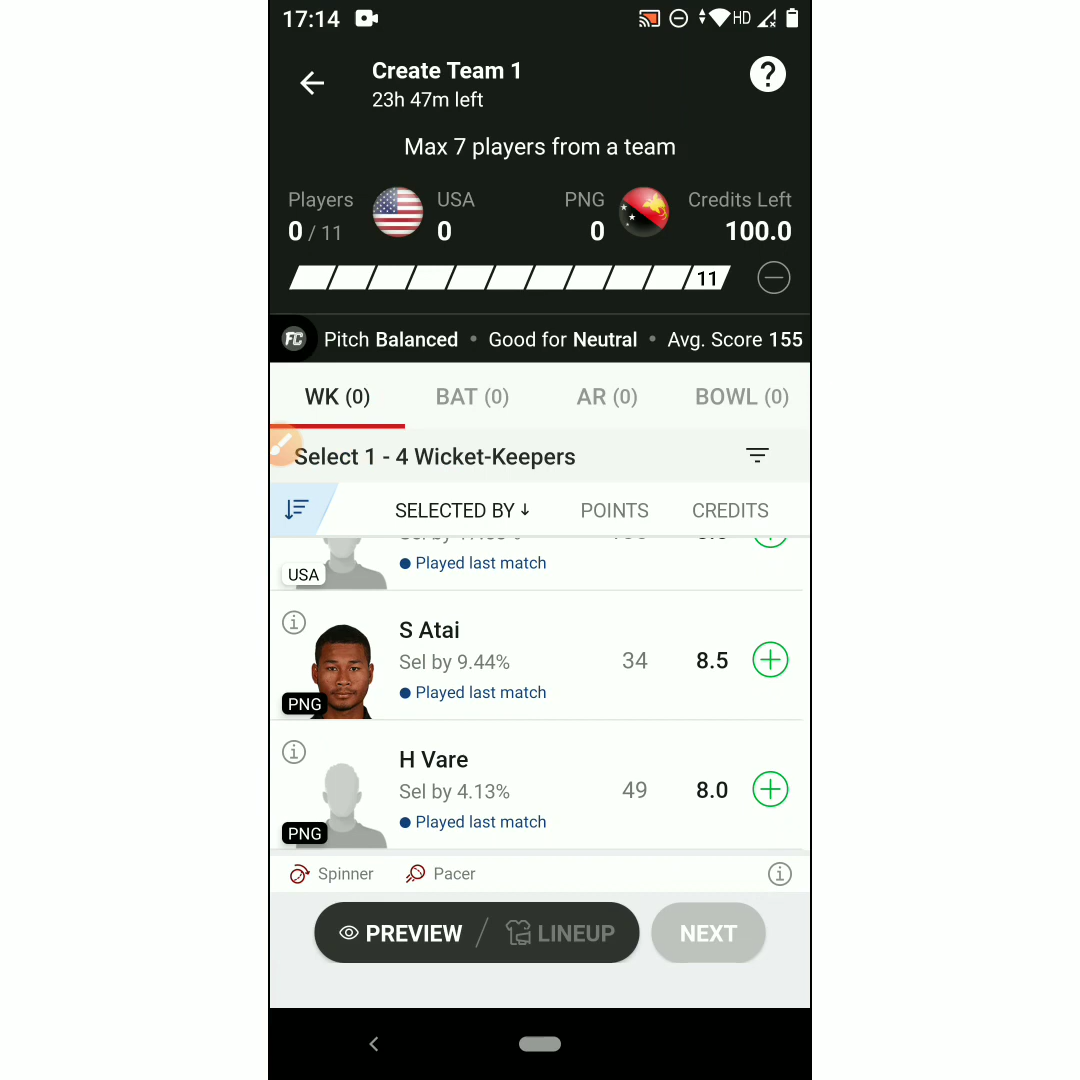 17:14 HD
Create Team 1
23h 47m left
?
Max 7 players from a team
Players USA PNG Credits Left
0 / 11 0 0 100.0
11
FC Pitch Balanced • Good for Neutral • Avg. Score 155
WK (0) BAT (0) AR (0) BOWL (0)
Select 1 - 4 Wicket-Keepers
SELECTED BY ↓ POINTS CREDITS
Played last match
USA
S Atai
Sel by 9.44% 34 8.5
Played last match
PNG
H Vare
Sel by 4.13% 49 8.0
Played last match
PNG
Spinner Pacer
PREVIEW / LINEUP NEXT